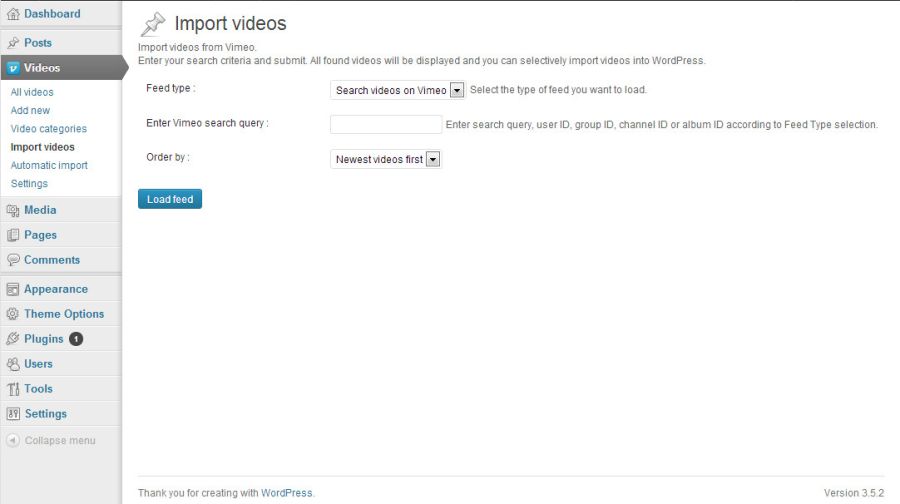 Dashboard
Posts
Videos
All videos
Add new
Video categories
Import videos
Automatic import
Settings
Media
Pages
Comments
Appearance
Theme Options
Plugins 1
Users
Tools
Settings
Collapse menu
Import videos
Import videos from Vimeo.
Enter your search criteria and submit. All found videos will be displayed and you can selectively import videos into WordPress.
Feed type : Search videos on Vimeo Select the type of feed you want to load.
Enter Vimeo search query : Enter search query, user ID, group ID, channel ID or album ID according to Feed Type selection.
Order by : Newest videos first
Load feed
Thank you for creating with WordPress. Version 3.5.2